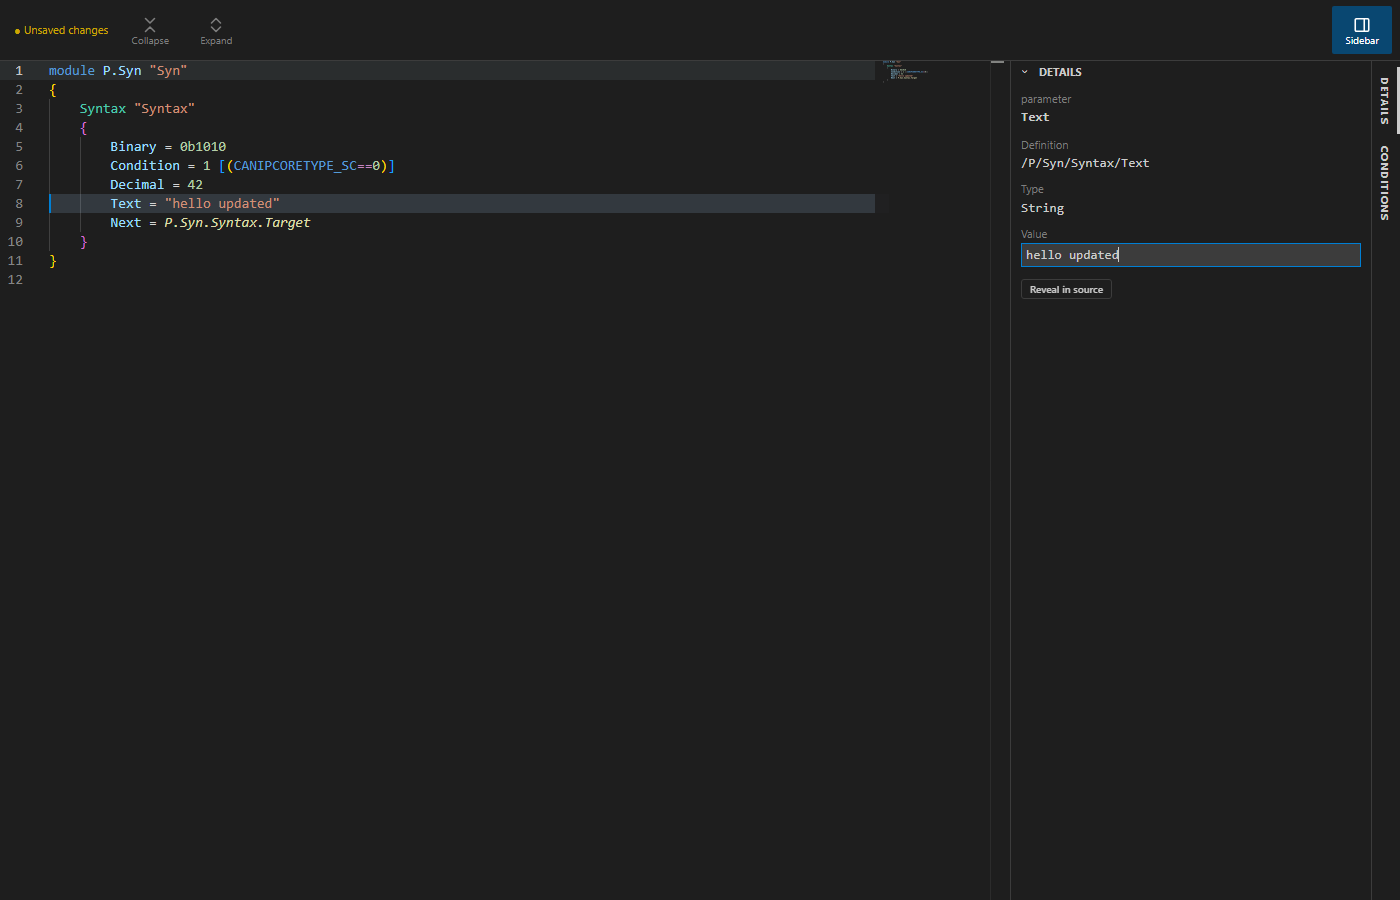 Unsaved changes
Collapse
Expand
Sidebar
1 module P.Syn "Syn"
2 {
3 Syntax "Syntax"
4 {
5 Binary = 0b1010
6 Condition = 1 [(CANIPCORETYPE_SC==0)]
7 Decimal = 42
8 Text = "hello updated"
9 Next = P.Syn.Syntax.Target
10 }
11 }
12
DETAILS
parameter
Text
Definition
/P/Syn/Syntax/Text
Type
String
Value
hello updated
Reveal in source
DETAILS
CONDITIONS